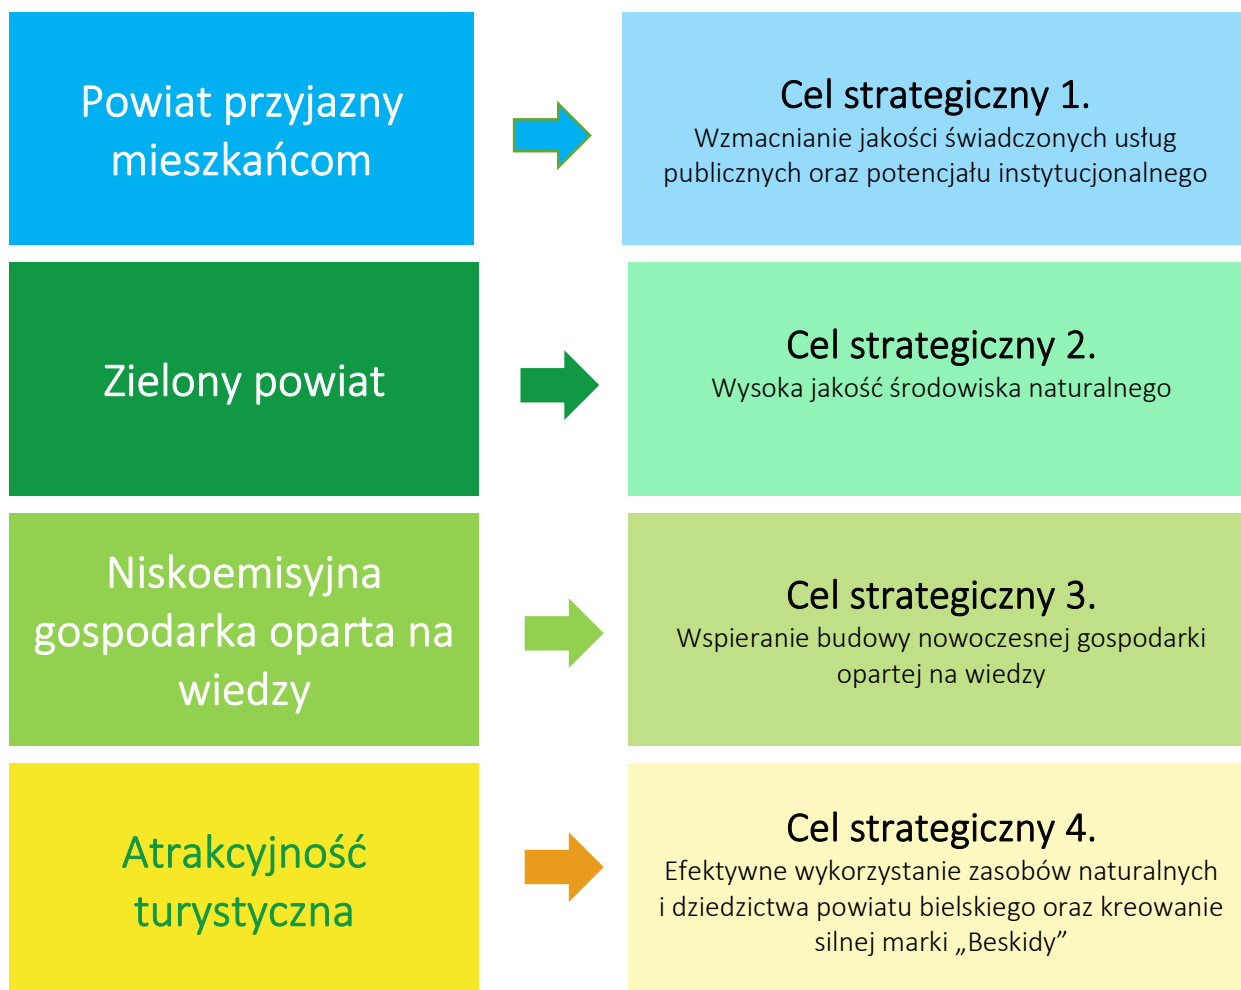 Powiat przyjazny
mieszkańcom
Cel strategiczny 1.
Wzmacnianie jakości świadczonych usług
publicznych oraz potencjału instytucjonalnego
Zielony powiat
Cel strategiczny 2.
Wysoka jakość środowiska naturalnego
Niskoemisyjna
gospodarka oparta na
wiedzy
Cel strategiczny 3.
Wspieranie budowy nowoczesnej gospodarki
opartej na wiedzy
Atrakcyjność
turystyczna
Cel strategiczny 4.
Efektywne wykorzystanie zasobów naturalnych
i dziedzictwa powiatu bielskiego oraz kreowanie
silnej marki „Beskidy”